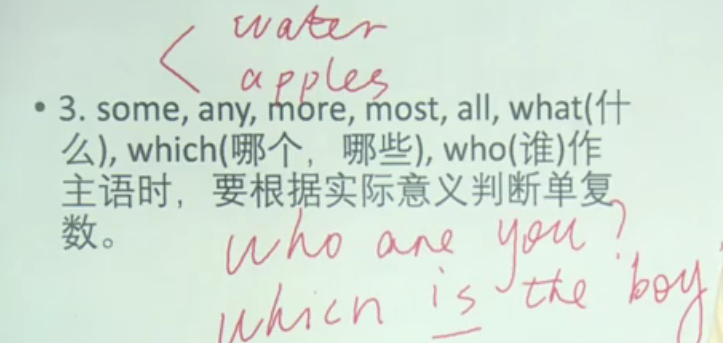 water
apples
• 3. some, any, more, most, all, what(什
么), which(哪个，哪些), who(谁)作
主语时，要根据实际意义判断单复
数。
who are you?
which is the boy